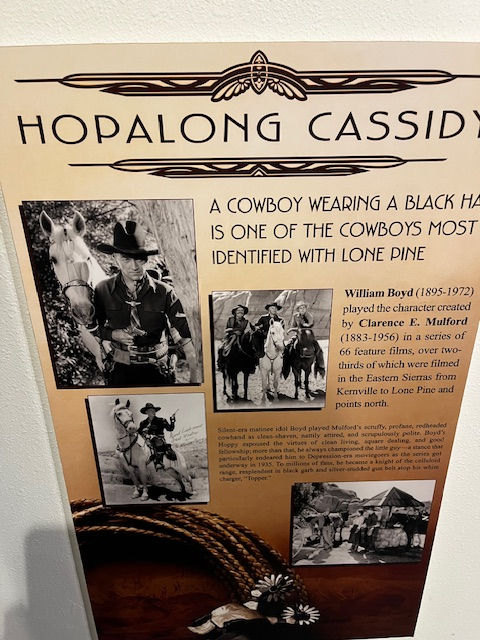 HOPALONG CASSIDY
A COWBOY WEARING A BLACK HA
IS ONE OF THE COWBOYS MOST
IDENTIFIED WITH LONE PINE
William Boyd (1895-1972)
played the character created
by Clarence E. Mulford
(1883-1956) in a series of
66 feature films, over two-
thirds of which were filmed
in the Eastern Sierras from
Kernville to Lone Pine and
points north.
Silent-era matinee idol Boyd played Mulford's scruffy, profane, redheaded
cowhand as clean-shaven, nattily attired, and scrupulously polite. Boyd's
Hoppy espoused the virtues of clean living, square dealing, and good
fellowship; more than that, he always championed the little guy—a stance that
particularly endeared him to Depression-era moviegoers as the series got
underway in 1935. To millions of fans, he became a knight of the celluloid
range, resplendent in black garb and silver-studded gun belt atop his white
charger, "Topper."